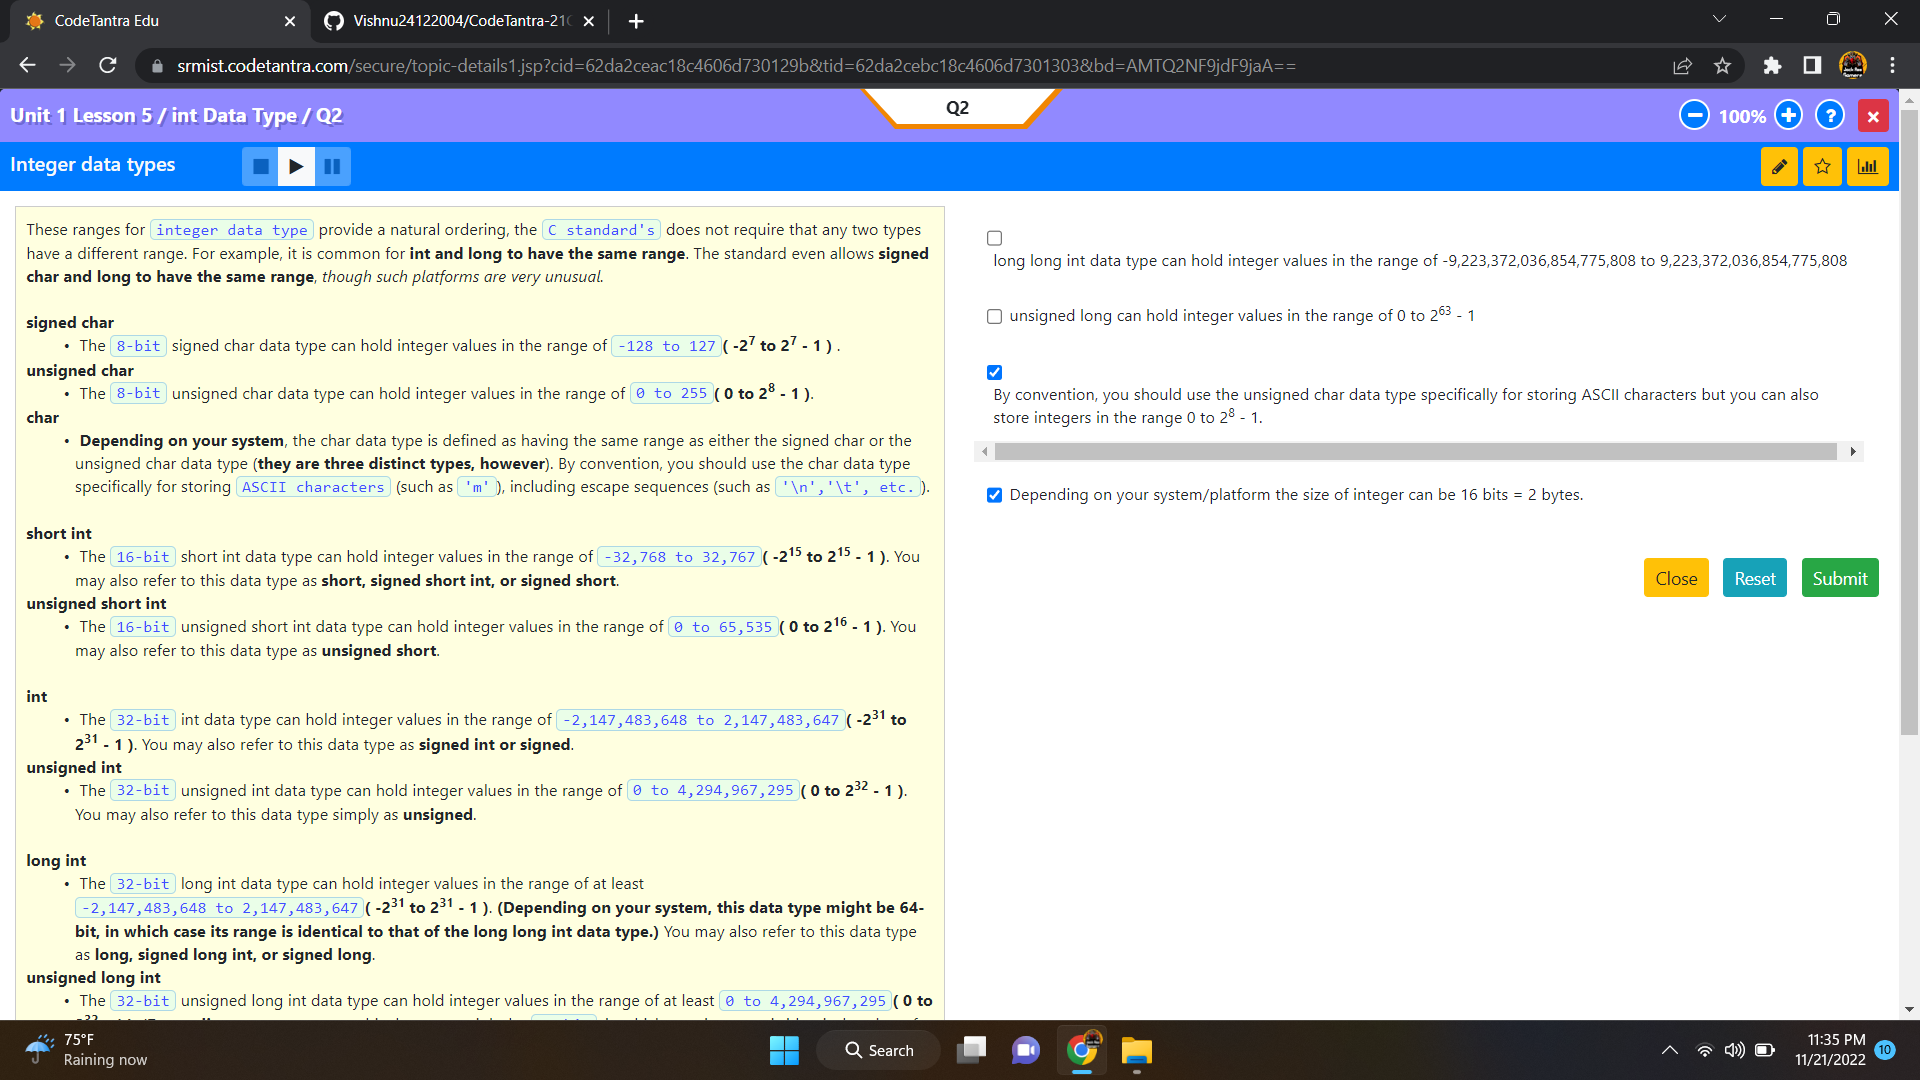 CodeTantra Edu
Vishnu24122004/CodeTantra-21
srmist.codetantra.com/secure/topic-details1.jsp?cid=62da2ceac18c4606d730129b&tid=62da2cebc18c4606d7301303&bd=AMTQ2NF9jdF9jaA==
Unit 1 Lesson 5 / int Data Type / Q2
Q2
100%
?
Integer data types
These ranges for integer data type provide a natural ordering, the C standard's does not require that any two types
have a different range. For example, it is common for int and long to have the same range. The standard even allows signed
char and long to have the same range, though such platforms are very unusual.
signed char
• The 8-bit signed char data type can hold integer values in the range of -128 to 127 ( -2⁷ to 2⁷ - 1 ) .
unsigned char
• The 8-bit unsigned char data type can hold integer values in the range of 0 to 255 ( 0 to 2⁸ - 1 ).
char
• Depending on your system, the char data type is defined as having the same range as either the signed char or the
unsigned char data type (they are three distinct types, however). By convention, you should use the char data type
specifically for storing ASCII characters (such as 'm' ), including escape sequences (such as '\n','\t', etc. ).
short int
• The 16-bit short int data type can hold integer values in the range of -32,768 to 32,767 ( -2¹⁵ to 2¹⁵ - 1 ). You
may also refer to this data type as short, signed short int, or signed short.
unsigned short int
• The 16-bit unsigned short int data type can hold integer values in the range of 0 to 65,535 ( 0 to 2¹⁶ - 1 ). You
may also refer to this data type as unsigned short.
int
• The 32-bit int data type can hold integer values in the range of -2,147,483,648 to 2,147,483,647 ( -2³¹ to
2³¹ - 1 ). You may also refer to this data type as signed int or signed.
unsigned int
• The 32-bit unsigned int data type can hold integer values in the range of 0 to 4,294,967,295 ( 0 to 2³² - 1 ).
You may also refer to this data type simply as unsigned.
long int
• The 32-bit long int data type can hold integer values in the range of at least
-2,147,483,648 to 2,147,483,647 ( -2³¹ to 2³¹ - 1 ). (Depending on your system, this data type might be 64-
bit, in which case its range is identical to that of the long long int data type.) You may also refer to this data type
as long, signed long int, or signed long.
unsigned long int
• The 32-bit unsigned long int data type can hold integer values in the range of at least 0 to 4,294,967,295 ( 0 to
long long int data type can hold integer values in the range of -9,223,372,036,854,775,808 to 9,223,372,036,854,775,808
unsigned long can hold integer values in the range of 0 to 2⁶³ - 1
By convention, you should use the unsigned char data type specifically for storing ASCII characters but you can also
store integers in the range 0 to 2⁸ - 1.
Depending on your system/platform the size of integer can be 16 bits = 2 bytes.
Close
Reset
Submit
75°F
Raining now
Search
11:35 PM
11/21/2022
10